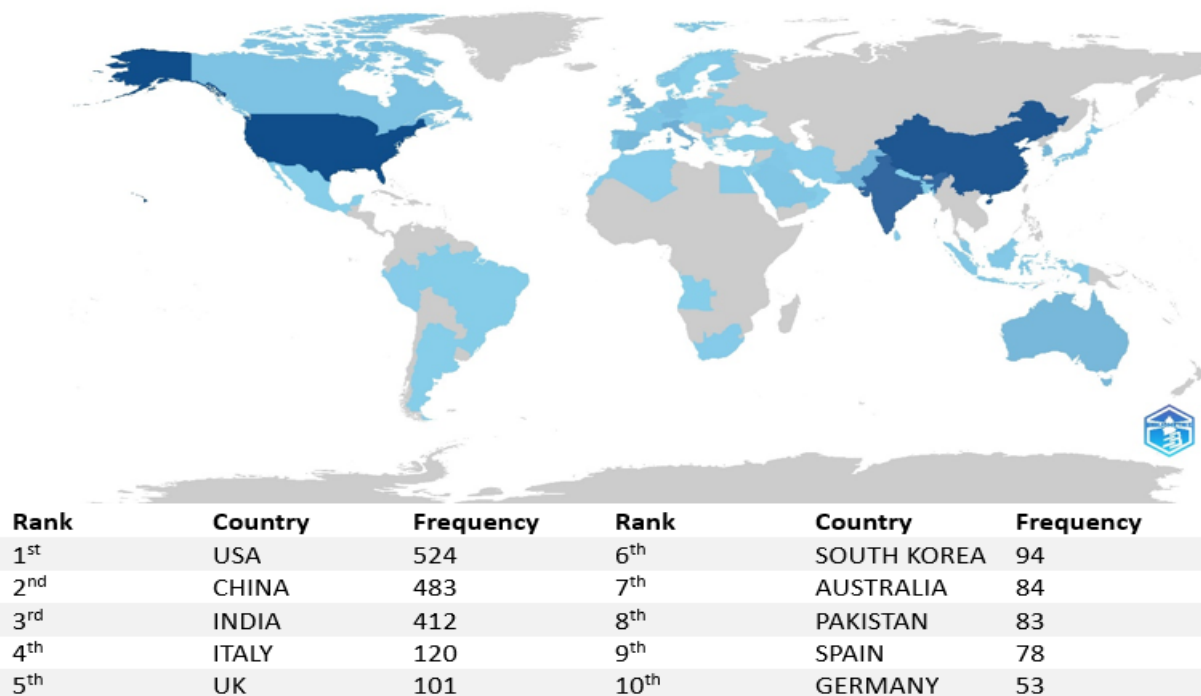 Rank Country Frequency Rank Country Frequency
1st USA 524 6th SOUTH KOREA 94
2nd CHINA 483 7th AUSTRALIA 84
3rd INDIA 412 8th PAKISTAN 83
4th ITALY 120 9th SPAIN 78
5th UK 101 10th GERMANY 53